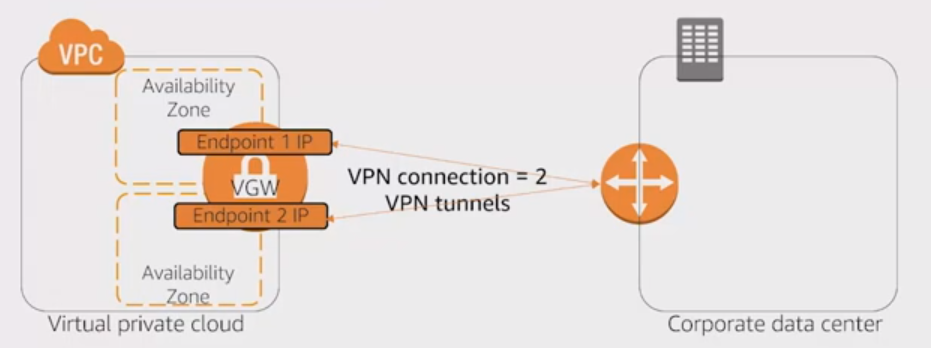 VPC
Availability
Zone
Endpoint 1 IP
VGW
Endpoint 2 IP
Availability
Zone
Virtual private cloud
VPN connection = 2
VPN tunnels
Corporate data center